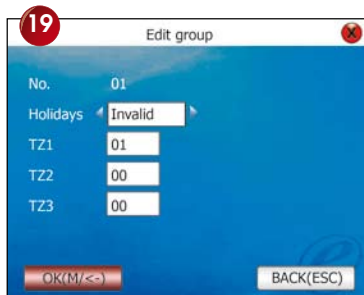 19
Edit group
No. 01
Holidays Invalid
TZ1 01
TZ2 00
TZ3 00
OK(M/<-) BACK(ESC)